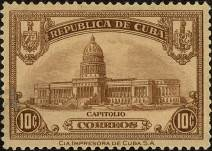 REPUBLICA DE CUBA
CAPITOLIO
10¢ CORREOS 10¢
CIA IMPRESORA DE CUBA S.A.